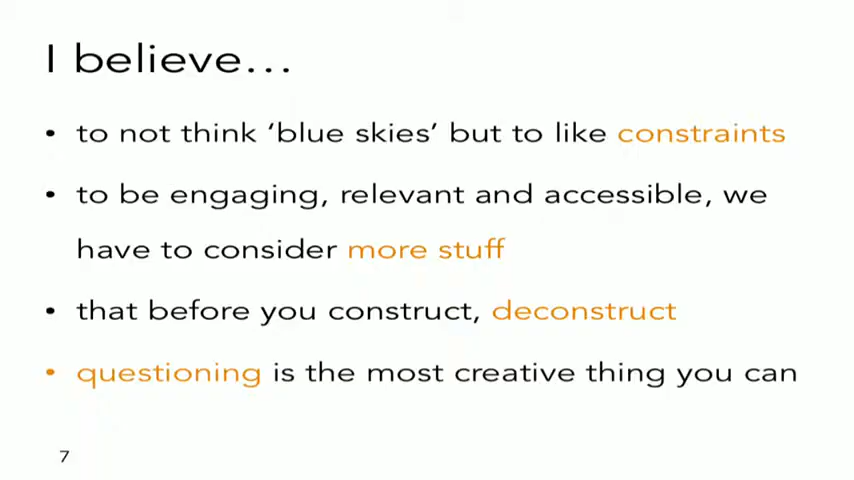 I believe…
• to not think ‘blue skies’ but to like constraints
• to be engaging, relevant and accessible, we
have to consider more stuff
• that before you construct, deconstruct
• questioning is the most creative thing you can
7